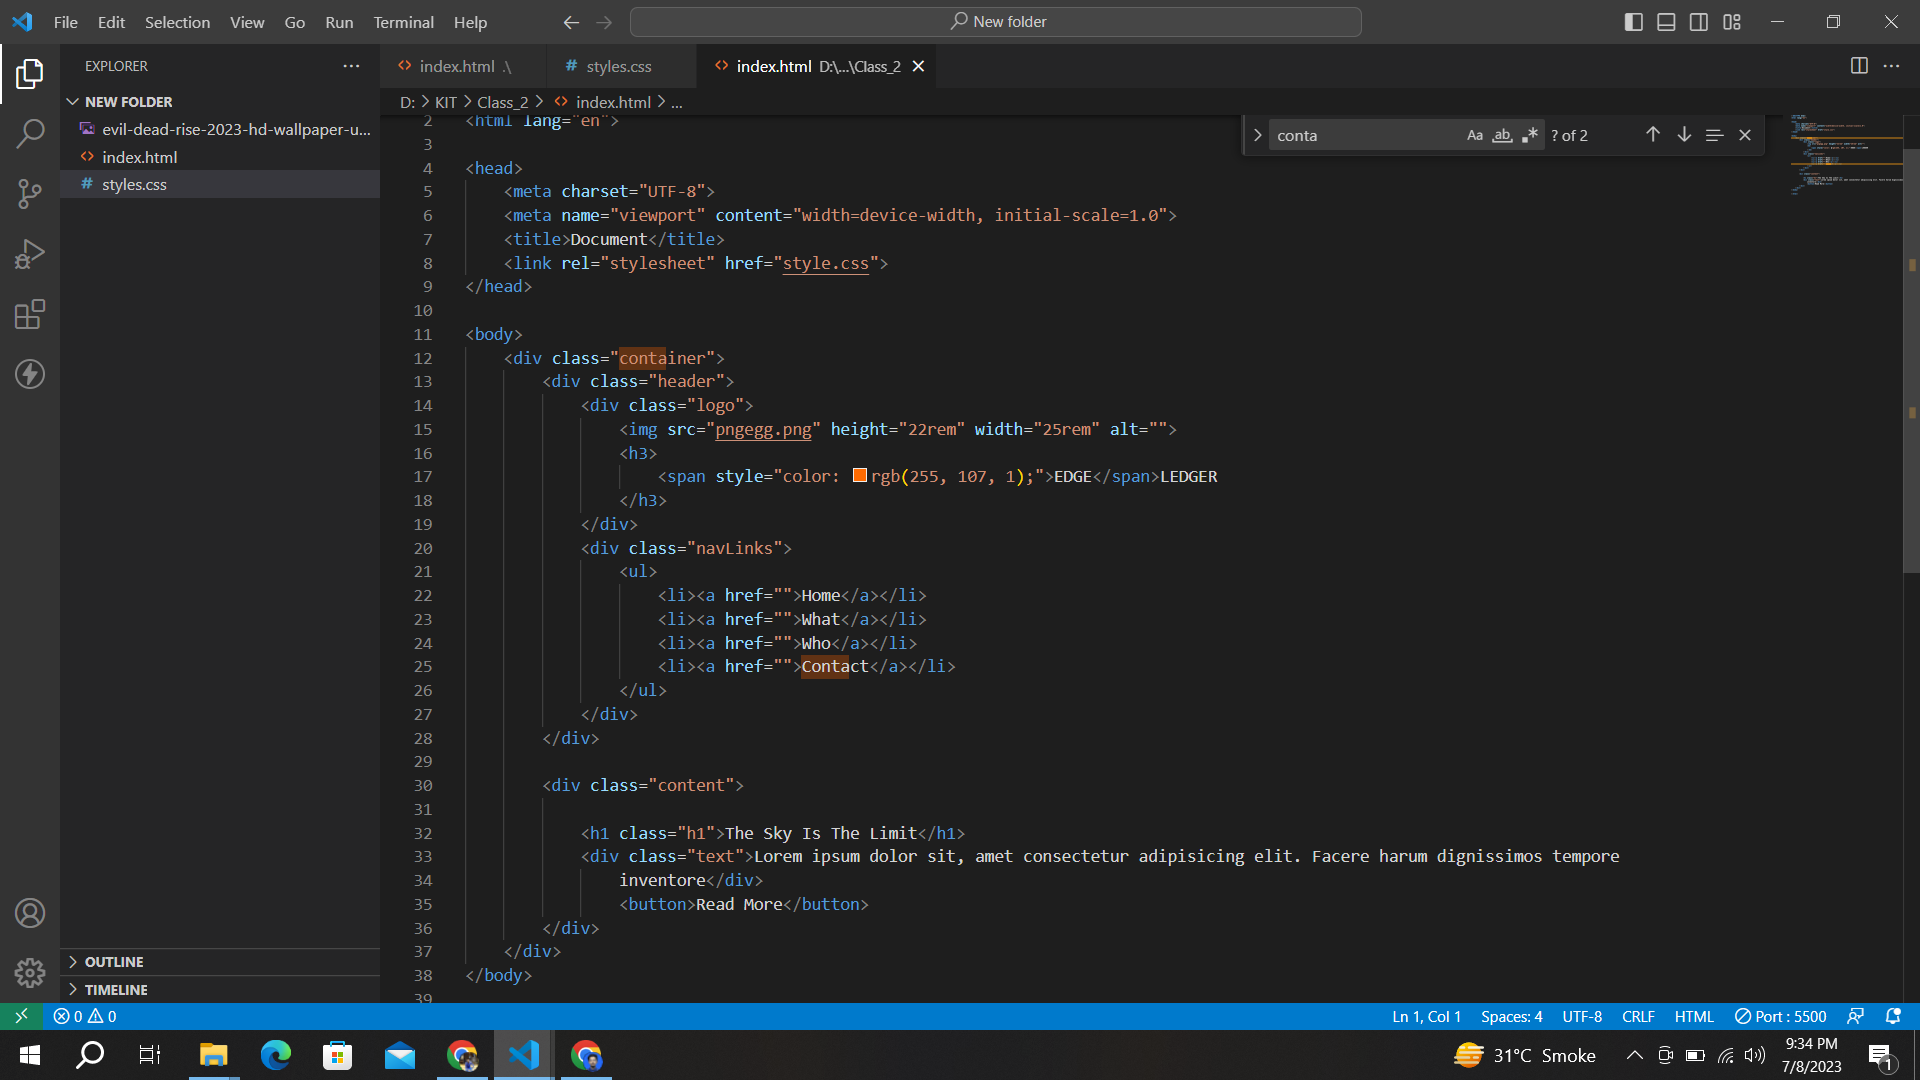 File Edit Selection View Go Run Terminal Help
New folder
EXPLORER
NEW FOLDER
evil-dead-rise-2023-hd-wallpaper-u...
index.html
styles.css
OUTLINE
TIMELINE
index.html .\
styles.css
index.html D:\...\Class_2
D: > KIT > Class_2 > index.html > ...
conta
Aa ab ? of 2
2 <html lang="en">
3
4 <head>
5 <meta charset="UTF-8">
6 <meta name="viewport" content="width=device-width, initial-scale=1.0">
7 <title>Document</title>
8 <link rel="stylesheet" href="style.css">
9 </head>
10
11 <body>
12 <div class="container">
13 <div class="header">
14 <div class="logo">
15 <img src="pngegg.png" height="22rem" width="25rem" alt="">
16 <h3>
17 <span style="color: rgb(255, 107, 1);">EDGE</span>LEDGER
18 </h3>
19 </div>
20 <div class="navLinks">
21 <ul>
22 <li><a href="">Home</a></li>
23 <li><a href="">What</a></li>
24 <li><a href="">Who</a></li>
25 <li><a href="">Contact</a></li>
26 </ul>
27 </div>
28 </div>
29
30 <div class="content">
31
32 <h1 class="h1">The Sky Is The Limit</h1>
33 <div class="text">Lorem ipsum dolor sit, amet consectetur adipisicing elit. Facere harum dignissimos tempore
34 inventore</div>
35 <button>Read More</button>
36 </div>
37 </div>
38 </body>
39
0 0
Ln 1, Col 1 Spaces: 4 UTF-8 CRLF HTML Port : 5500
31°C Smoke
9:34 PM
7/8/2023
1